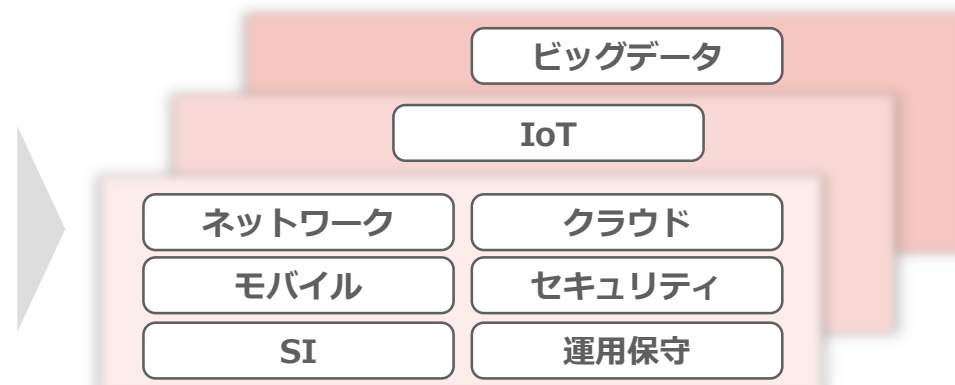 ビッグデータ
IoT
ネットワーク
クラウド
モバイル
セキュリティ
SI
運用保守